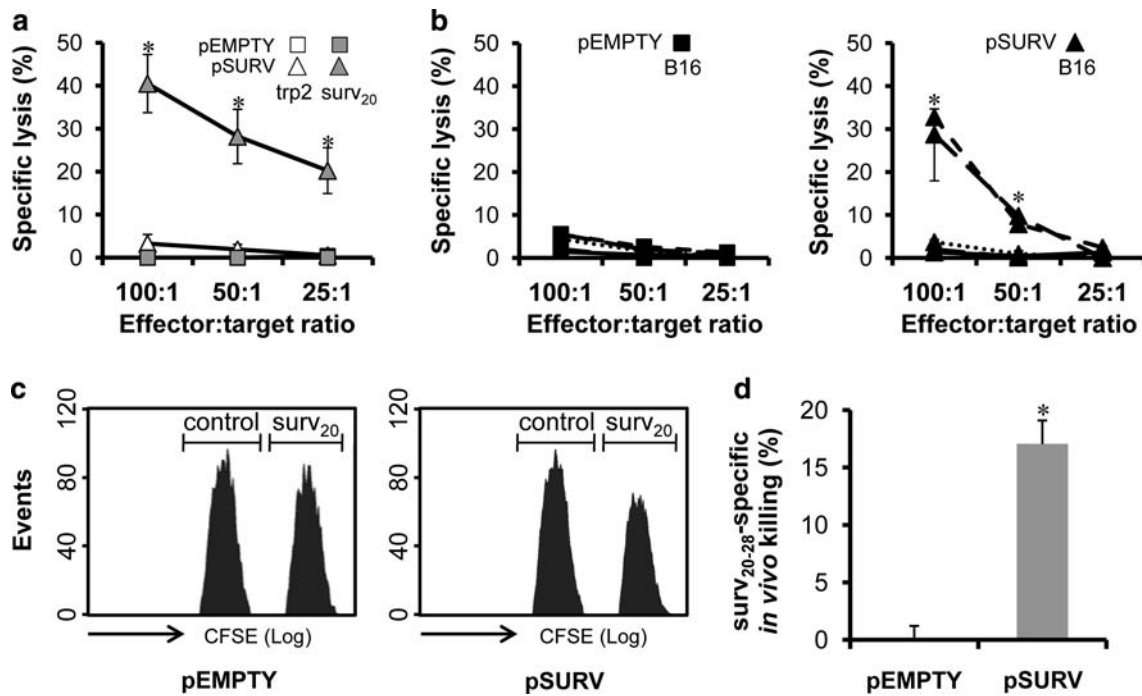 a
Specific lysis (%)
50
40
30
20
10
0
pEMPTY
pSURV
trp2 surv20
*
*
*
100:1 50:1 25:1
Effector:target ratio
b
Specific lysis (%)
50
40
30
20
10
0
pEMPTY
B16
100:1 50:1 25:1
Effector:target ratio
Specific lysis (%)
50
40
30
20
10
0
pSURV
B16
*
*
100:1 50:1 25:1
Effector:target ratio
c
Events
120
80
40
0
control surv20
CFSE (Log)
pEMPTY
120
80
40
0
control surv20
CFSE (Log)
pSURV
d
surv20-28-specific
in vivo killing (%)
20
15
10
5
0
*
pEMPTY pSURV